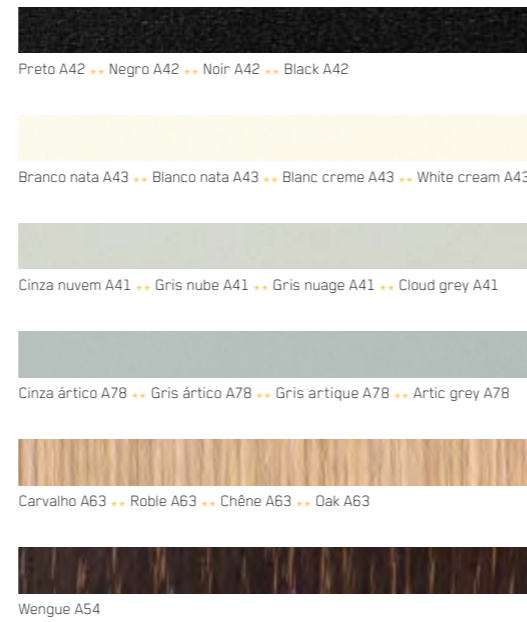 Preto A42 ** Negro A42 ** Noir A42 ** Black A42
Branco nata A43 ** Blanco nata A43 ** Blanc creme A43 ** White cream A43
Cinza nuvem A41 ** Gris nube A41 ** Gris nuage A41 ** Cloud grey A41
Cinza ártico A78 ** Gris ártico A78 ** Gris artique A78 ** Artic grey A78
Carvalho A63 ** Roble A63 ** Chêne A63 ** Oak A63
Wengue A54